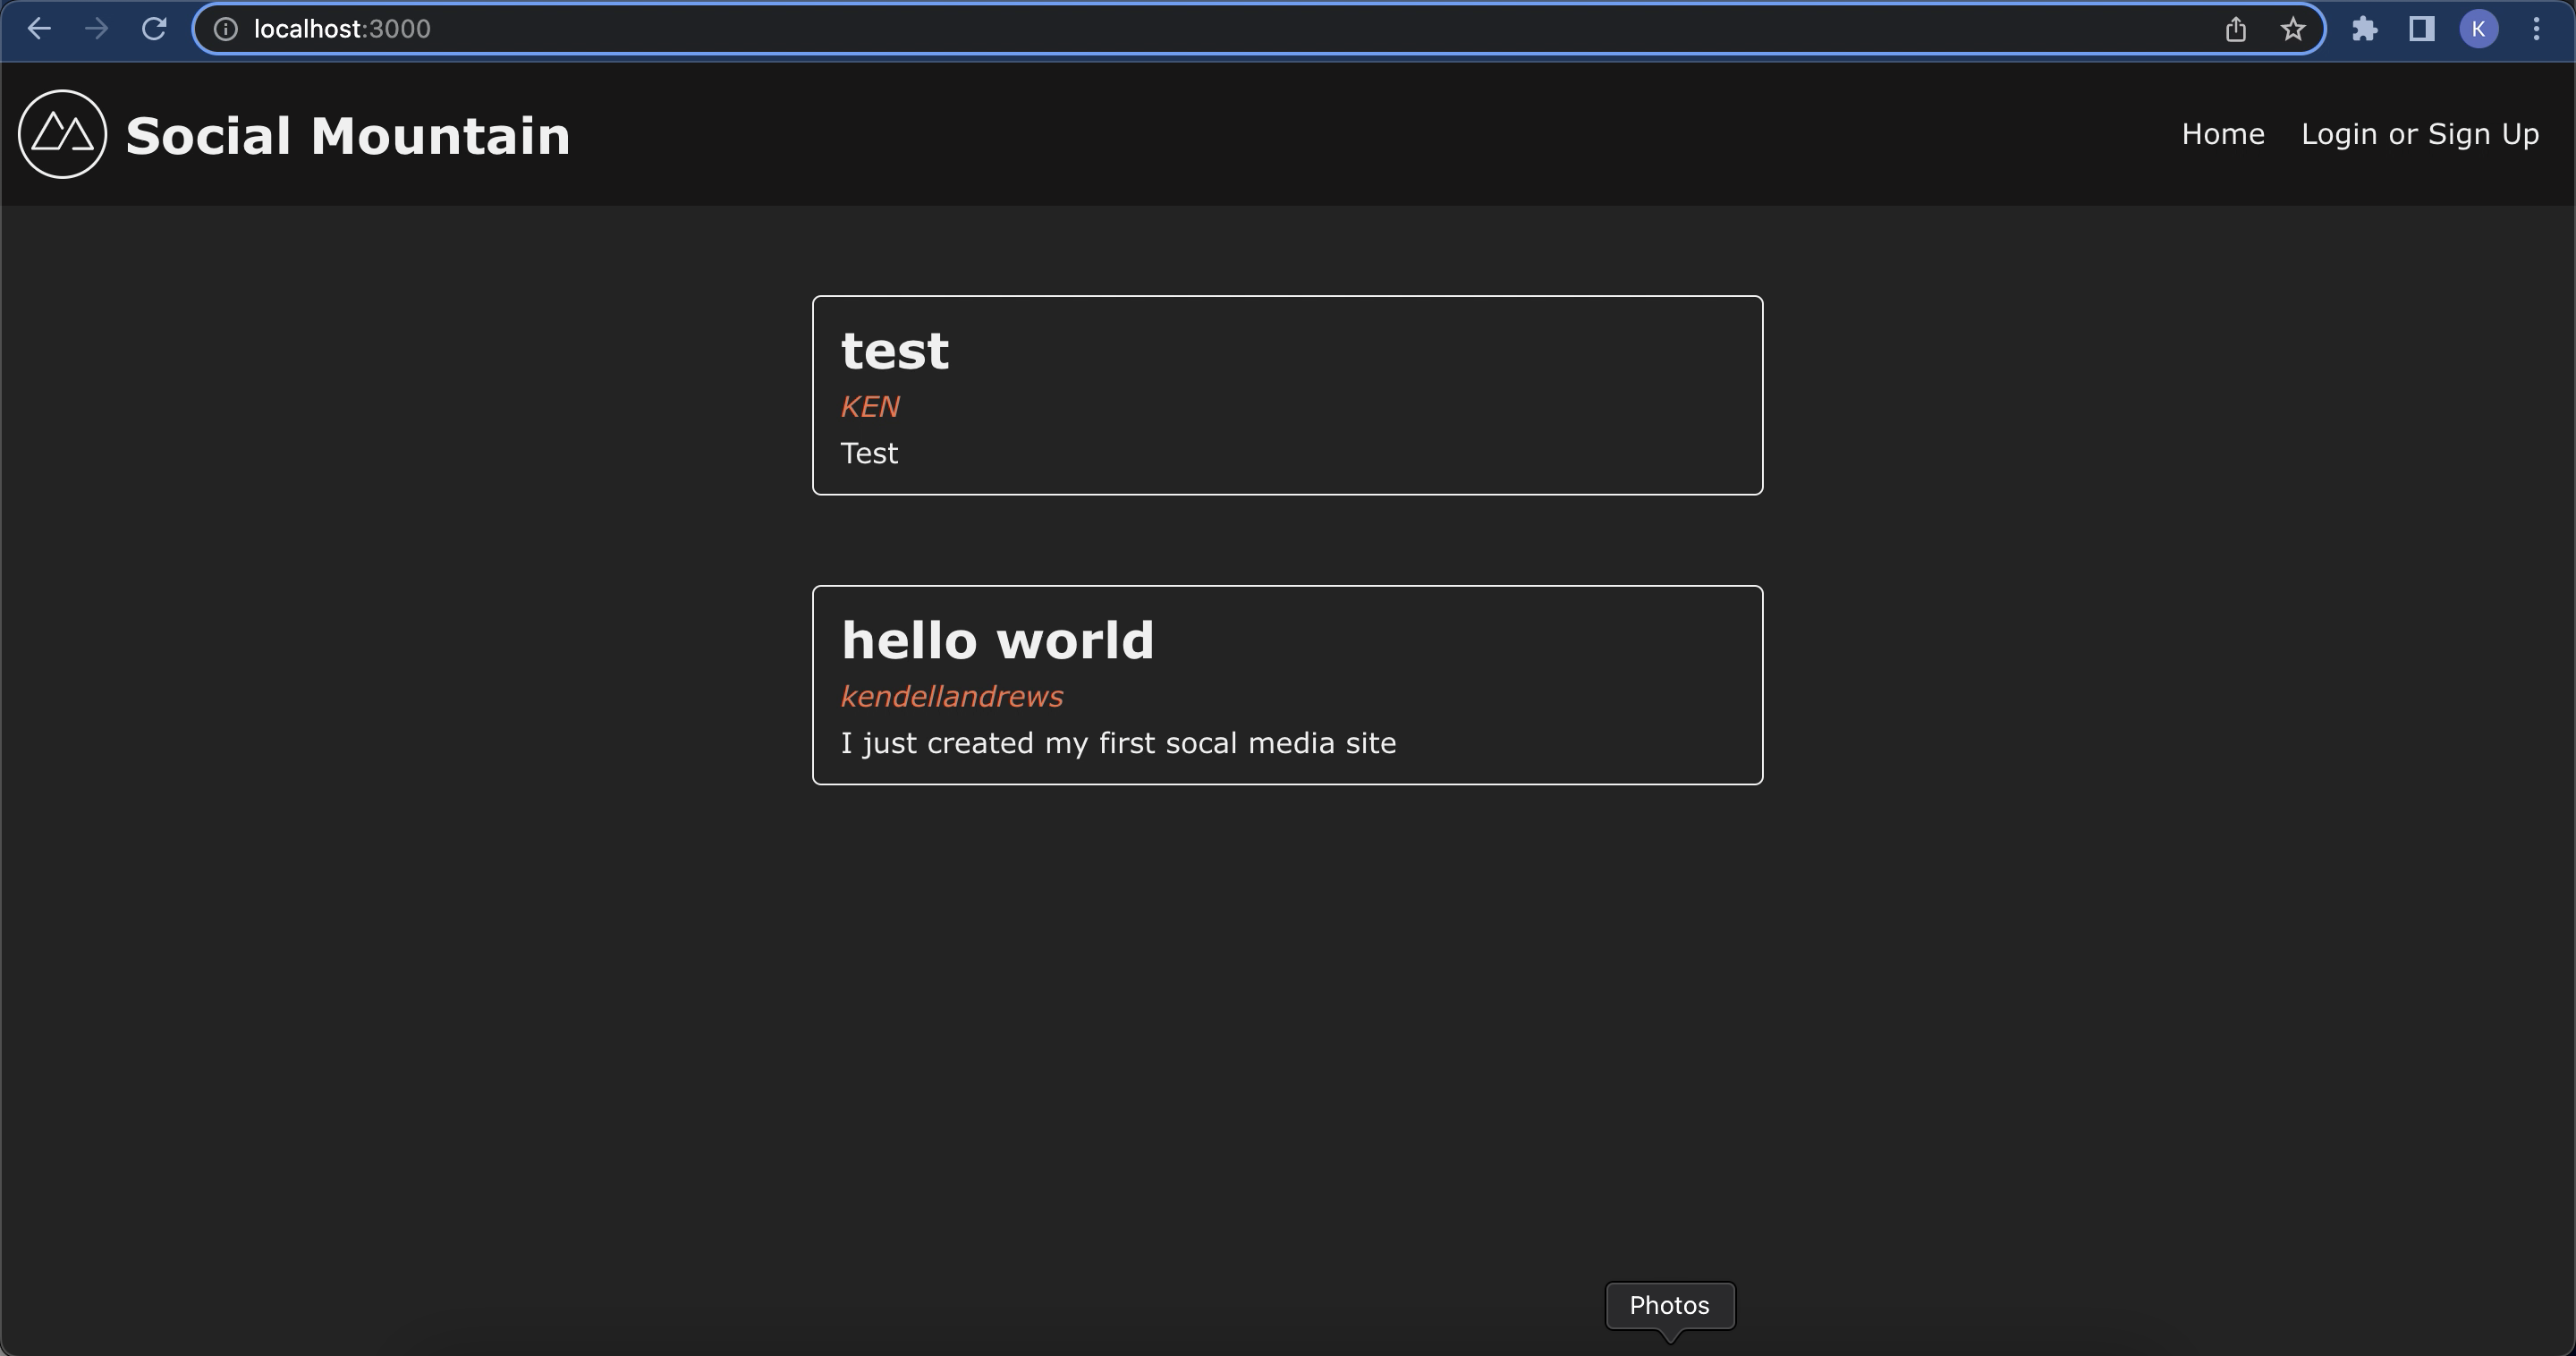 localhost:3000
K
Social Mountain
Home
Login or Sign Up
test
KEN
Test
hello world
kendellandrews
I just created my first socal media site
Photos